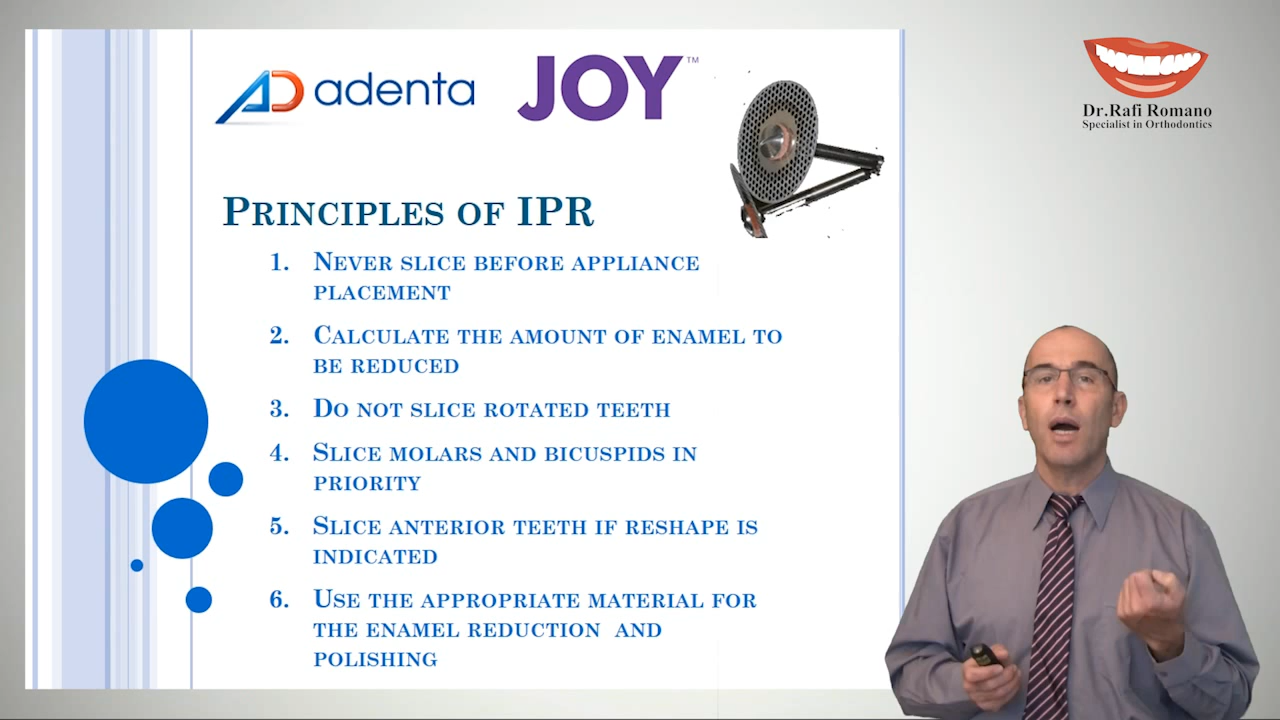 adenta
JOY™
Dr.Rafi Romano
Specialist in Orthodontics
PRINCIPLES OF IPR
1. NEVER SLICE BEFORE APPLIANCE
PLACEMENT
2. CALCULATE THE AMOUNT OF ENAMEL TO
BE REDUCED
3. DO NOT SLICE ROTATED TEETH
4. SLICE MOLARS AND BICUSPIDS IN
PRIORITY
5. SLICE ANTERIOR TEETH IF RESHAPE IS
INDICATED
6. USE THE APPROPRIATE MATERIAL FOR
THE ENAMEL REDUCTION AND
POLISHING